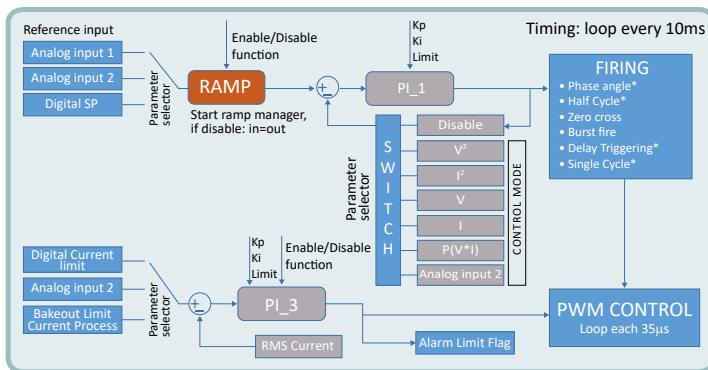 Timing: loop every 10ms
Reference input
Analog input 1
Analog input 2
Digital SP
Parameter
selector
Enable/Disable
function
RAMP
Start ramp manager,
if disable: in=out
Kp
Ki
Limit
PI_1
FIRING
• Phase angle*
• Half Cycle*
• Zero cross
• Burst fire
• Delay Triggering*
• Single Cycle*
Parameter
selector
SWITCH
Disable
V²
I²
V
I
P(V*I)
Analog input 2
CONTROL MODE
Digital Current
limit
Analog input 2
Bakeout Limit
Current Process
Parameter
selector
Kp
Ki
Limit
Enable/Disable
function
PI_3
RMS Current
Alarm Limit Flag
PWM CONTROL
Loop each 35µs